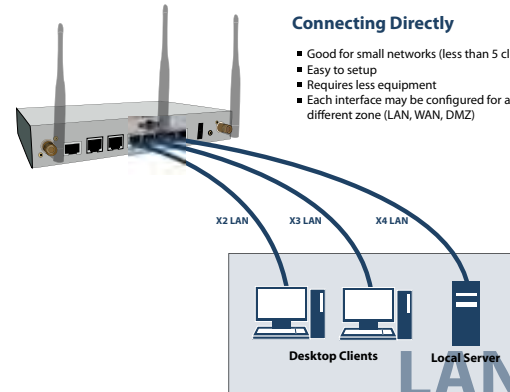 Connecting Directly
■ Good for small networks (less than 5 cl
■ Easy to setup
■ Requires less equipment
■ Each interface may be configured for a
different zone (LAN, WAN, DMZ)
X2 LAN
X3 LAN
X4 LAN
Desktop Clients
Local Server
LAN